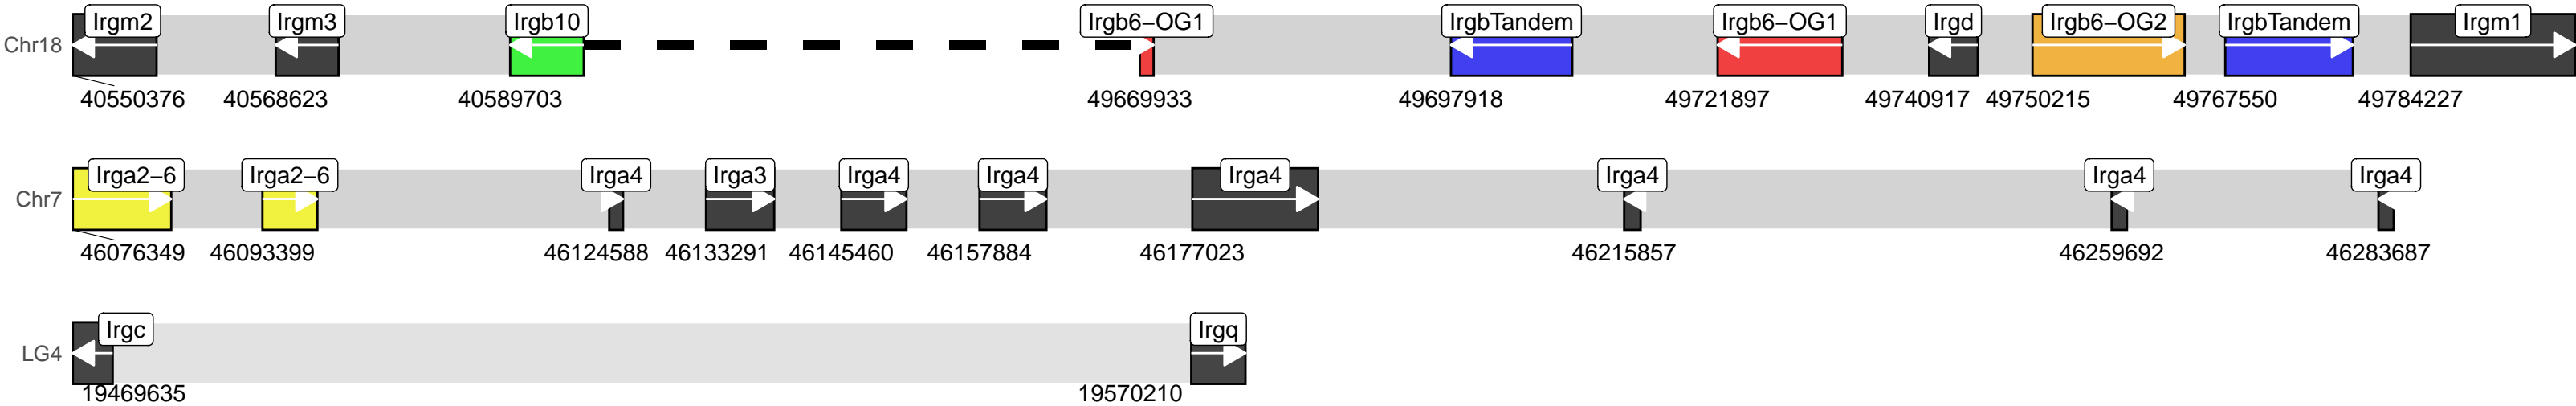 Irgm2 Irgm3 Irgb10 Irgb6−OG1 IrgbTandem Irgb6−OG1 Irgd Irgb6−OG2 IrgbTandem Irgm1
Chr18
40550376 40568623 40589703 49669933 49697918 49721897 49740917 49750215 49767550 49784227
Irga2−6 Irga2−6 Irga4 Irga3 Irga4 Irga4 Irga4 Irga4 Irga4 Irga4
Chr7
46076349 46093399 46124588 46133291 46145460 46157884 46177023 46215857 46259692 46283687
Irgc Irgq
LG4
19469635 19570210